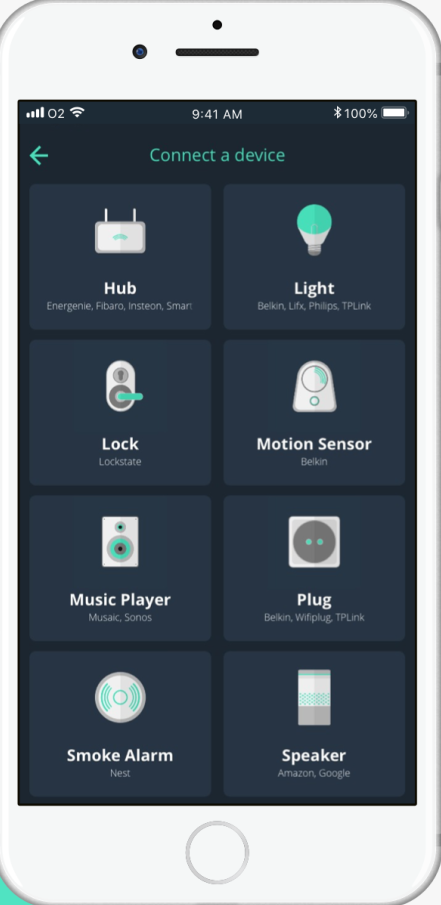 O2 9:41 AM 100%
Connect a device
Hub
Energenie, Fibaro, Insteon, Smart
Light
Belkin, Lifx, Philips, TPLink
Lock
Lockstate
Motion Sensor
Belkin
Music Player
Musaic, Sonos
Plug
Belkin, Wifiplug, TPLink
Smoke Alarm
Nest
Speaker
Amazon, Google